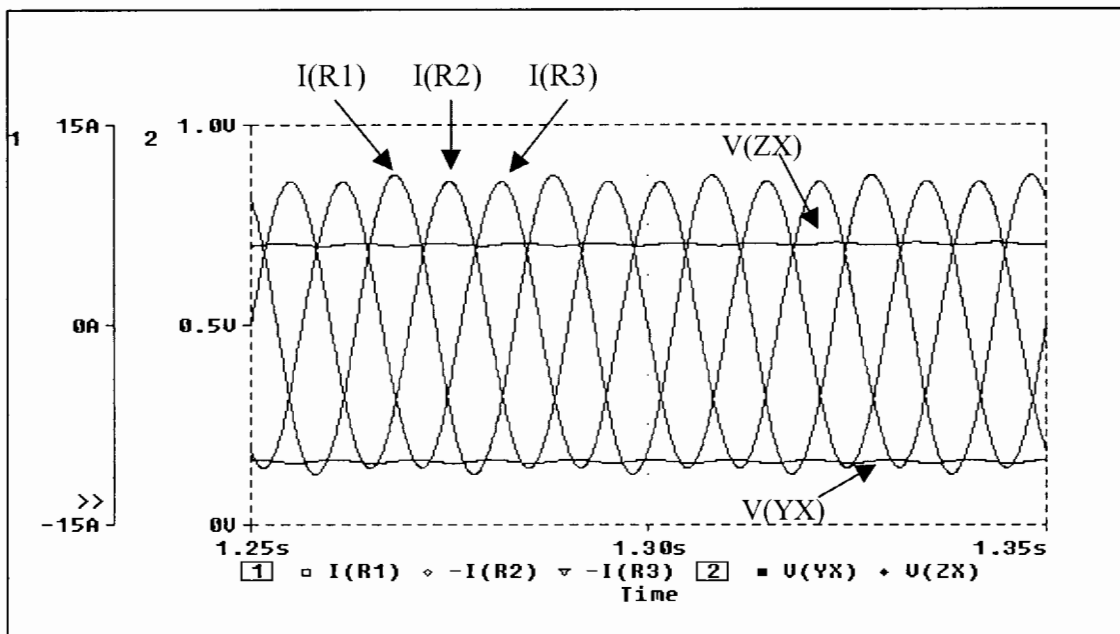 I(R1) I(R2) I(R3)
1 15A 2 1.0V
V(ZX)
0A 0.5V
>>
V(YX)
-15A 0V
1.25s 1.30s 1.35s
1 I(R1) -I(R2) -I(R3) 2 V(YX) V(ZX)
Time